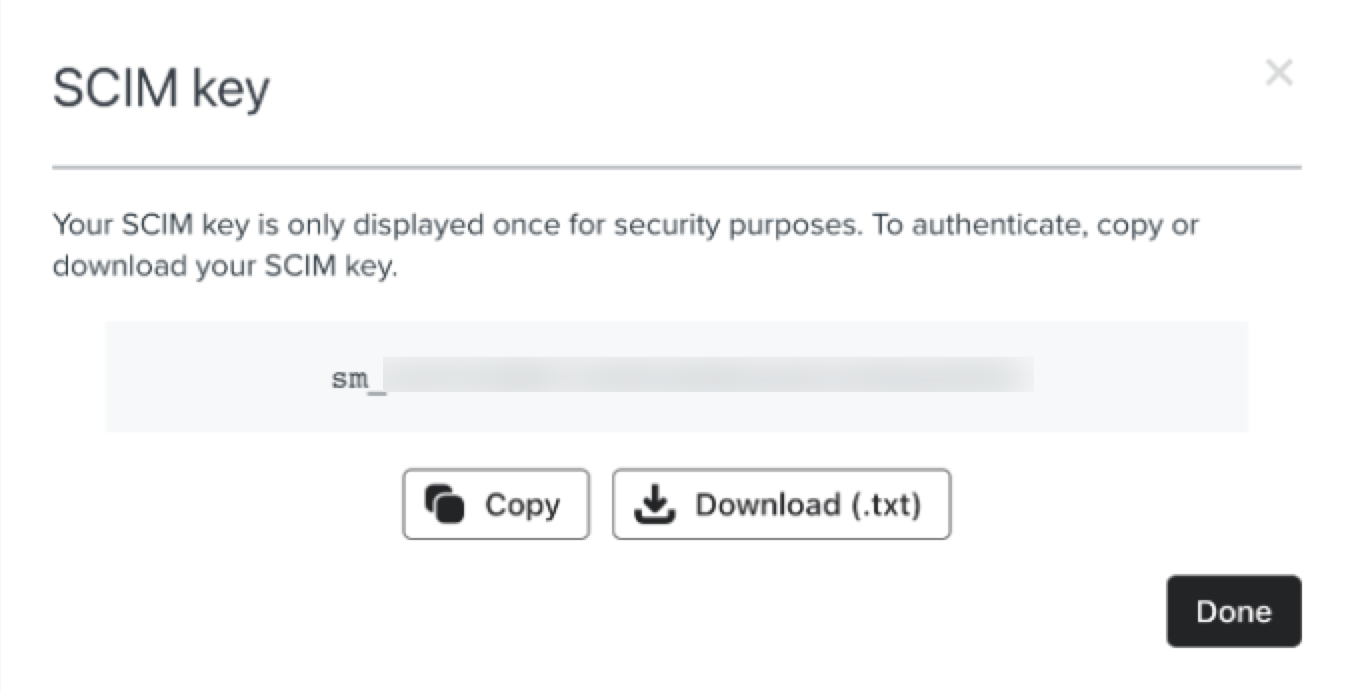 SCIM key
Your SCIM key is only displayed once for security purposes. To authenticate, copy or
download your SCIM key.
sm_
Copy
Download (.txt)
Done